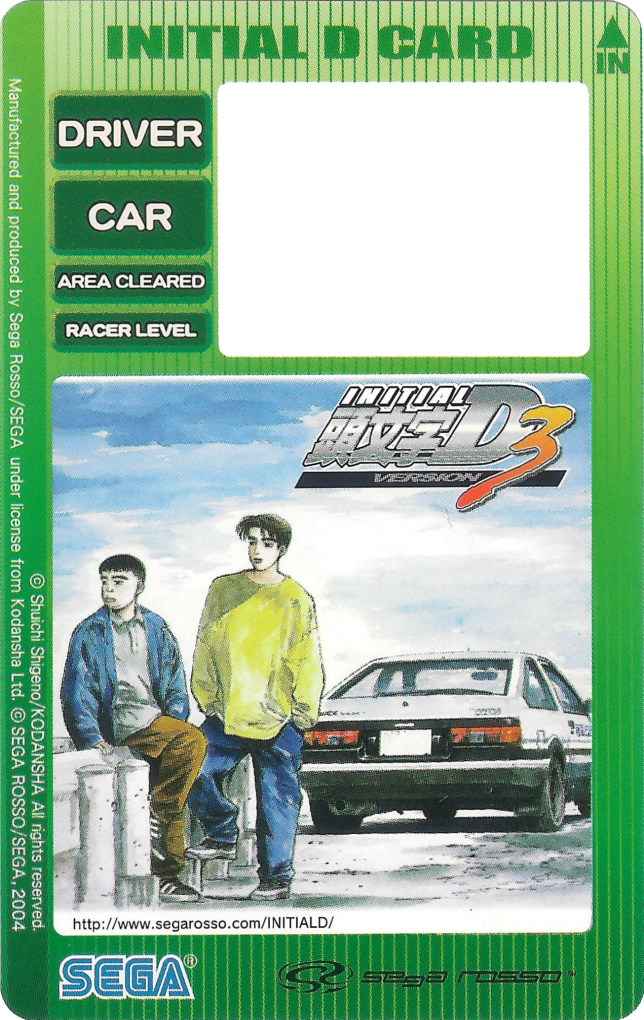 INITIAL D CARD
IN
DRIVER
CAR
AREA CLEARED
RACER LEVEL
INITIAL
頭文字D3
VERSION
http://www.segarosso.com/INITIALD/
SEGA®
sega rosso™
Manufactured and produced by Sega Rosso/SEGA under license from Kodansha Ltd. © SEGA ROSSO/SEGA, 2004
© Shuichi Shigeno/KODANSHA All rights reserved.